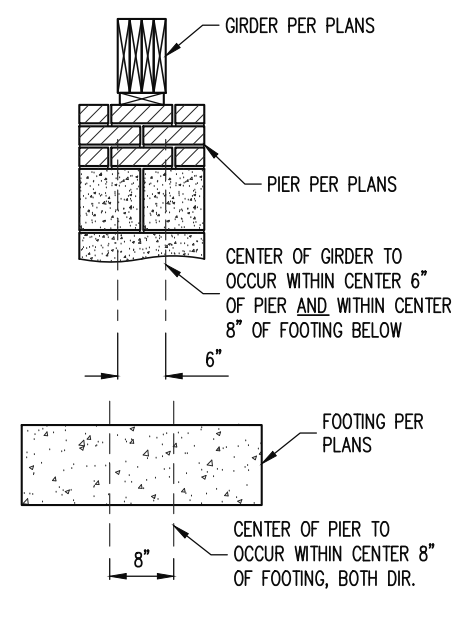 GIRDER PER PLANS
PIER PER PLANS
CENTER OF GIRDER TO
OCCUR WITHIN CENTER 6"
OF PIER AND WITHIN CENTER
8" OF FOOTING BELOW
6"
FOOTING PER
PLANS
CENTER OF PIER TO
OCCUR WITHIN CENTER 8"
OF FOOTING, BOTH DIR.
8"